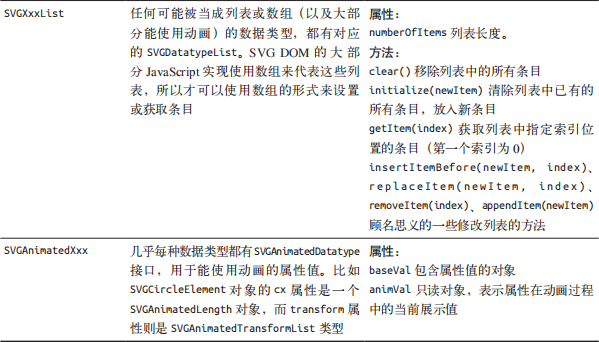 SVGXxxList
任何可能被当成列表或数组（以及大部
分能使用动画）的数据类型，都有对应
的 SVGDatatypeList。SVG DOM 的大部
分 JavaScript 实现使用数组来代表这些列
表，所以才可以使用数组的形式来设置
或获取条目
属性：
numberOfItems 列表长度。
方法：
clear() 移除列表中的所有条目
initialize(newItem) 清除列表中已有的
所有条目，放入新条目
getItem(index) 获取列表中指定索引位
置的条目（第一个索引为 0）
insertItemBefore(newItem, index)、
replaceItem(newItem, index)、
removeItem(index)、appendItem(newItem)
顾名思义的一些修改列表的方法
SVGAnimatedXxx
几乎每种数据类型都有 SVGAnimatedDatatype
接口，用于能使用动画的属性值。比如
SVGCircleElement 对象的 cx 属性是一个
SVGAnimatedLength 对象，而 transform 属
性则是 SVGAnimatedTransformList 类型
属性：
baseVal 包含属性值的对象
animVal 只读对象，表示属性在动画过程
中的当前展示值